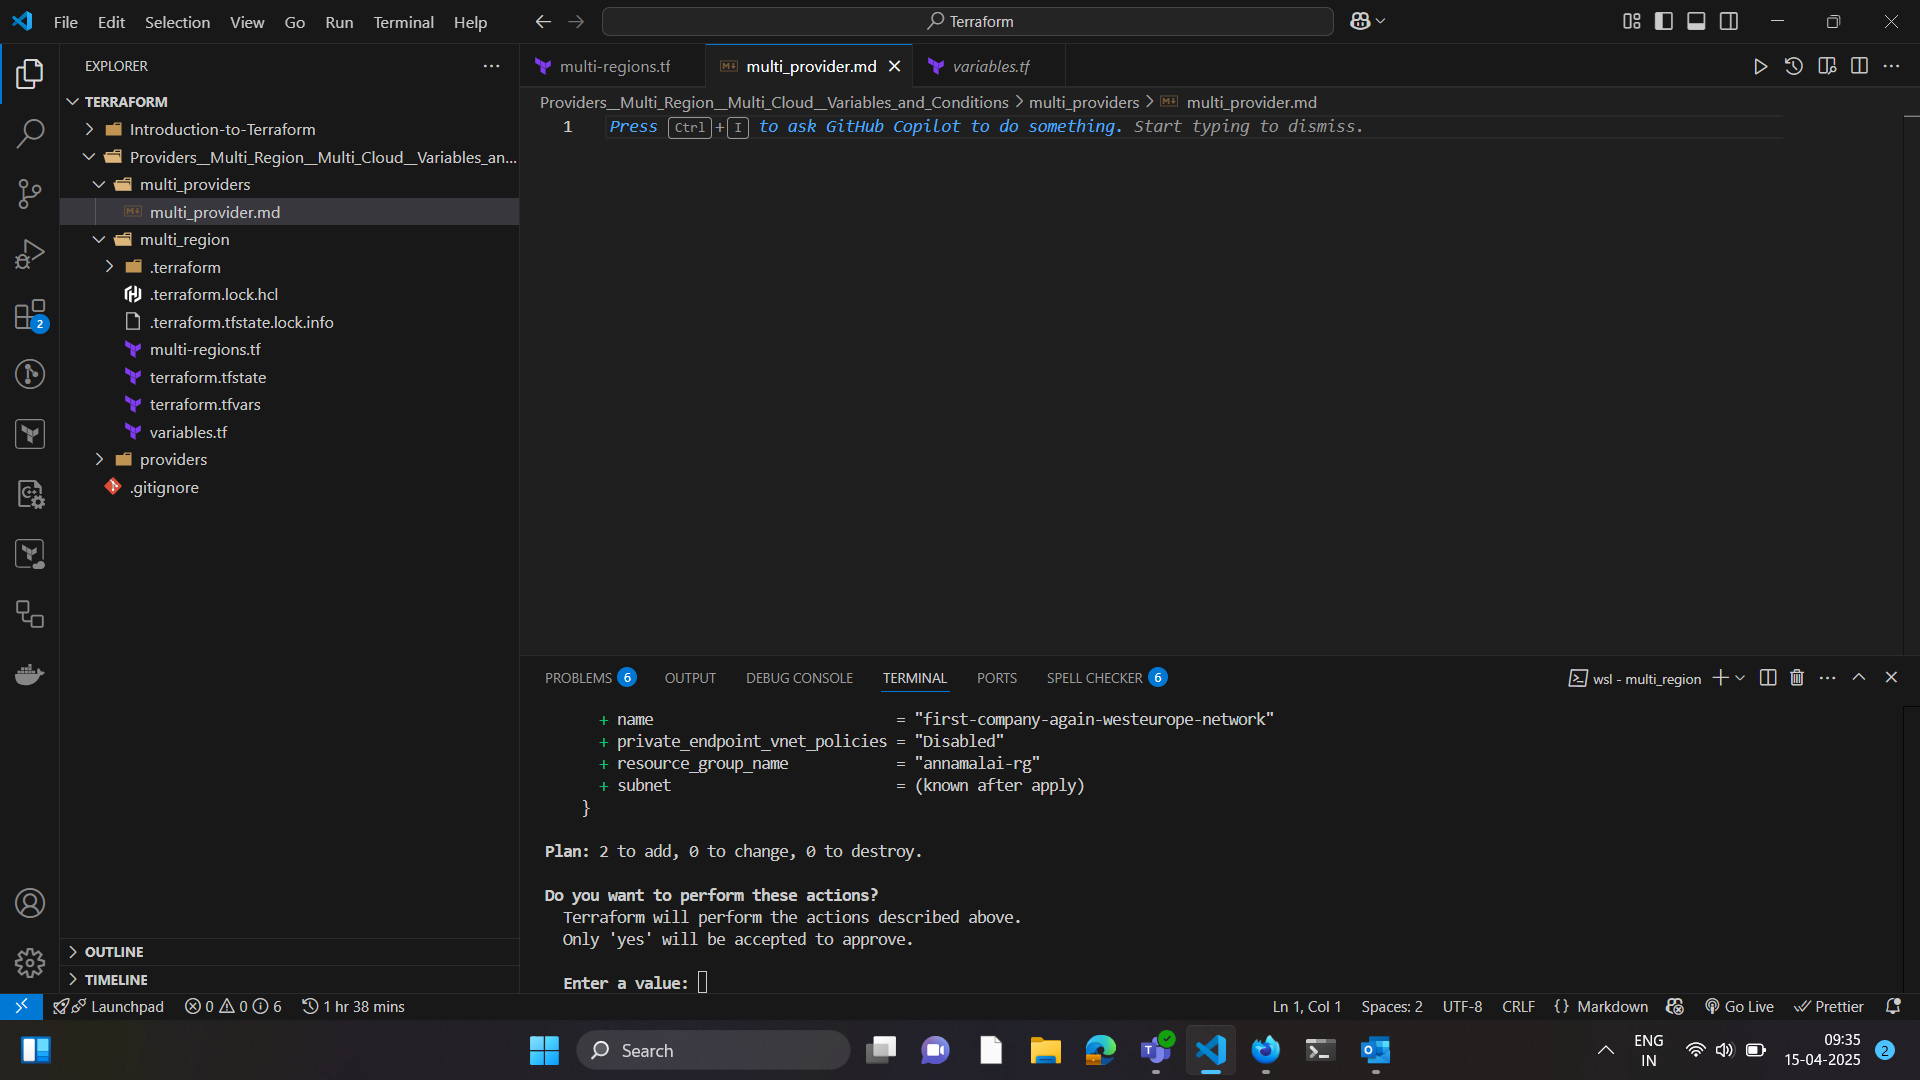 File Edit Selection View Go Run Terminal Help
Terraform
EXPLORER
TERRAFORM
Introduction-to-Terraform
Providers__Multi_Region__Multi_Cloud__Variables_an...
multi_providers
multi_provider.md
multi_region
.terraform
.terraform.lock.hcl
.terraform.tfstate.lock.info
multi-regions.tf
terraform.tfstate
terraform.tfvars
variables.tf
providers
.gitignore
OUTLINE
TIMELINE
2
multi-regions.tf multi_provider.md variables.tf
Providers__Multi_Region__Multi_Cloud__Variables_and_Conditions > multi_providers > multi_provider.md
1 Press Ctrl + I to ask GitHub Copilot to do something. Start typing to dismiss.
PROBLEMS 6 OUTPUT DEBUG CONSOLE TERMINAL PORTS SPELL CHECKER 6 wsl - multi_region
+ name = "first-company-again-westeurope-network"
+ private_endpoint_vnet_policies = "Disabled"
+ resource_group_name = "annamalai-rg"
+ subnet = (known after apply)
}
Plan: 2 to add, 0 to change, 0 to destroy.
Do you want to perform these actions?
Terraform will perform the actions described above.
Only 'yes' will be accepted to approve.
Enter a value:
Launchpad 0 0 6 1 hr 38 mins Ln 1, Col 1 Spaces: 2 UTF-8 CRLF {} Markdown Go Live Prettier
Search
ENG
IN
09:35
15-04-2025
2